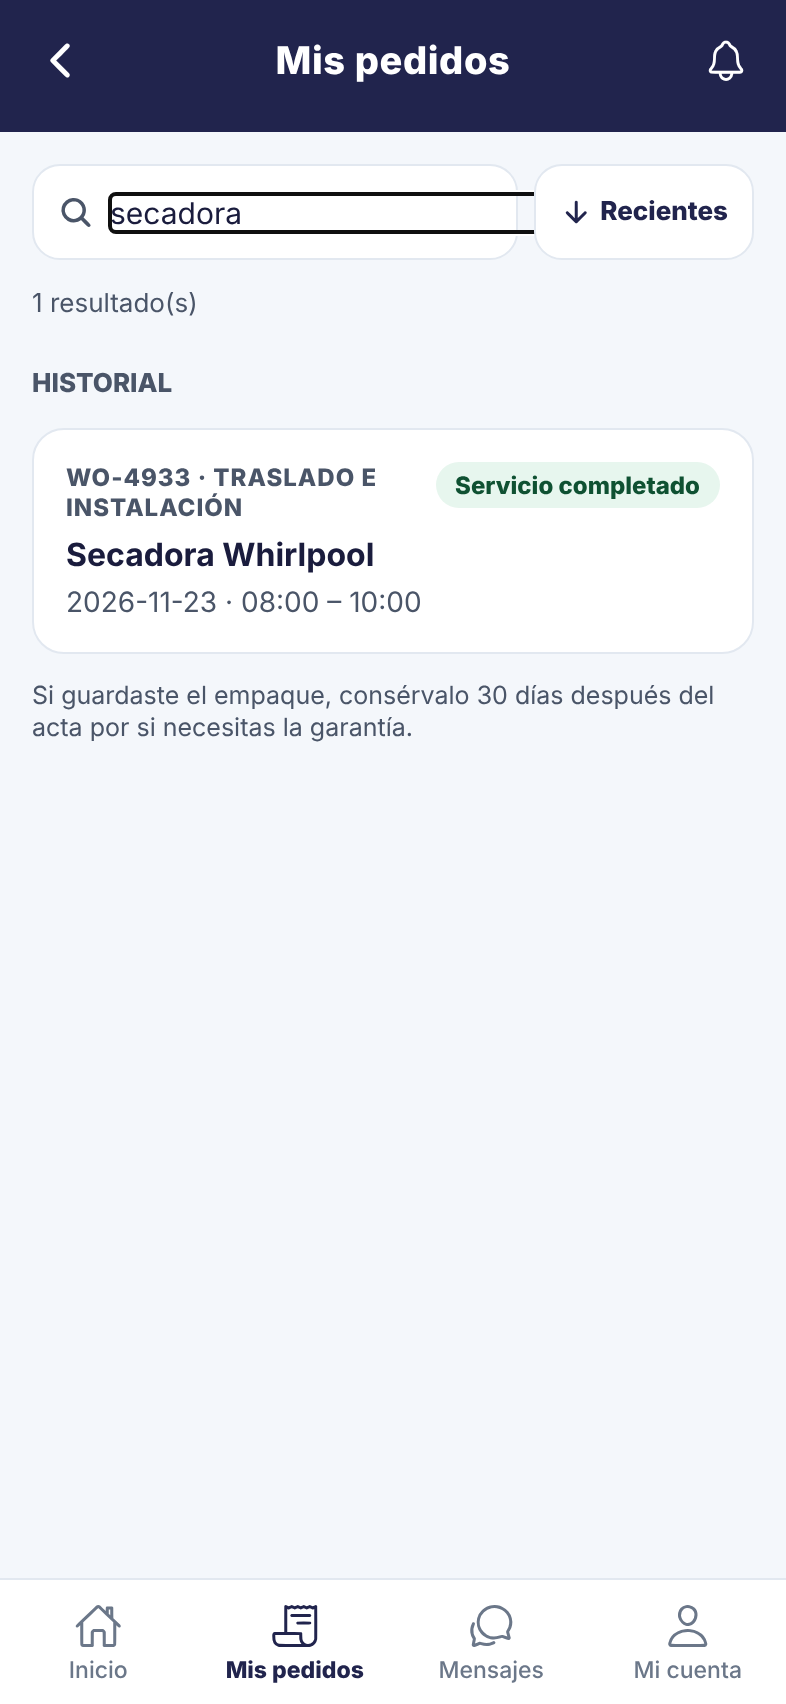 Mis pedidos
secadora
Recientes
1 resultado(s)
HISTORIAL
WO-4933 · TRASLADO E
INSTALACIÓN
Servicio completado
Secadora Whirlpool
2026-11-23 · 08:00 – 10:00
Si guardaste el empaque, consérvalo 30 días después del
acta por si necesitas la garantía.
Inicio
Mis pedidos
Mensajes
Mi cuenta